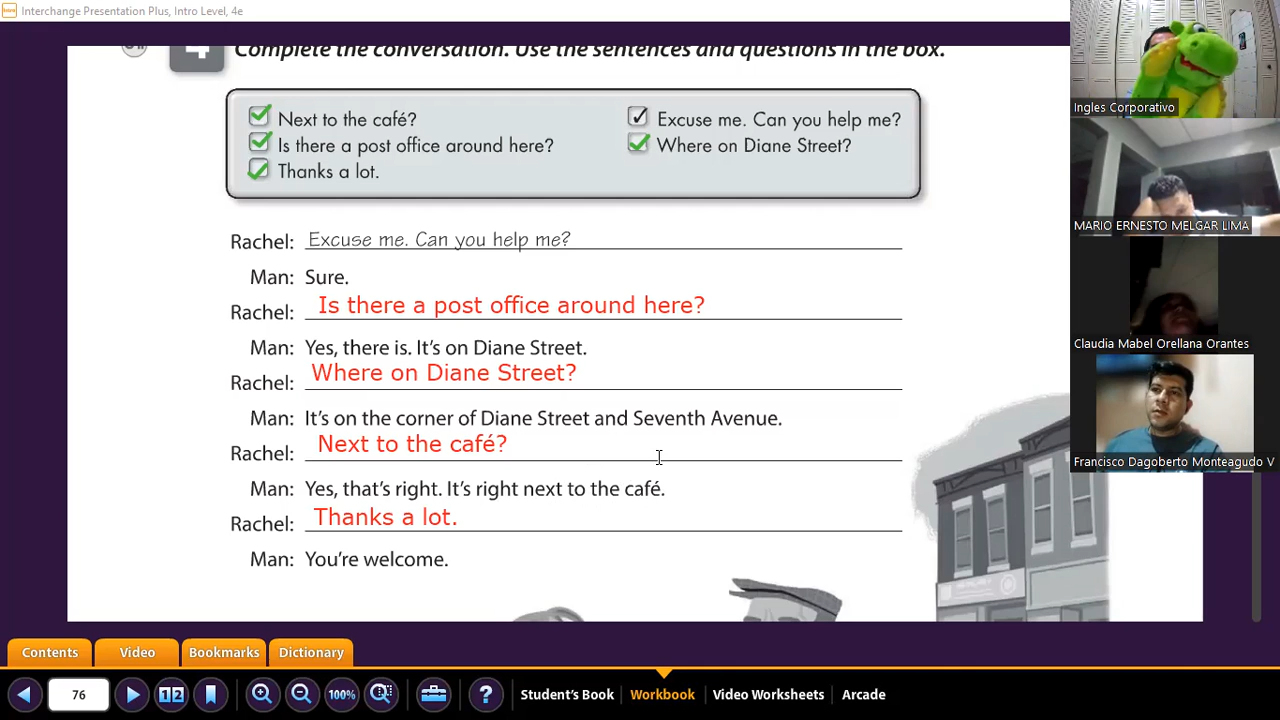 Interchange Presentation Plus, Intro Level, 4e
Complete the conversation. Use the sentences and questions in the box.
Next to the café?
Excuse me. Can you help me?
Is there a post office around here?
Where on Diane Street?
Thanks a lot.
Rachel: Excuse me. Can you help me?
Man: Sure.
Rachel: Is there a post office around here?
Man: Yes, there is. It's on Diane Street.
Rachel: Where on Diane Street?
Man: It's on the corner of Diane Street and Seventh Avenue.
Rachel: Next to the café?
Man: Yes, that's right. It's right next to the café.
Rachel: Thanks a lot.
Man: You're welcome.
Ingles Corporativo
MARIO ERNESTO MELGAR LIMA
Claudia Mabel Orellana Orantes
Francisco Dagoberto Monteagudo V
Contents Video Bookmarks Dictionary
76 12 100% ? Student's Book Workbook Video Worksheets Arcade